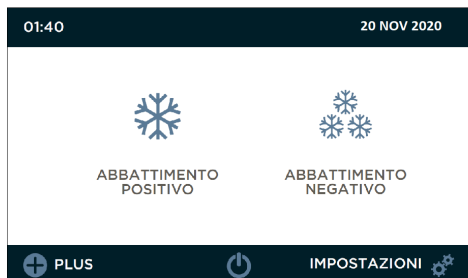 01:40 20 NOV 2020
ABBATTIMENTO POSITIVO
ABBATTIMENTO NEGATIVO
PLUS IMPOSTAZIONI